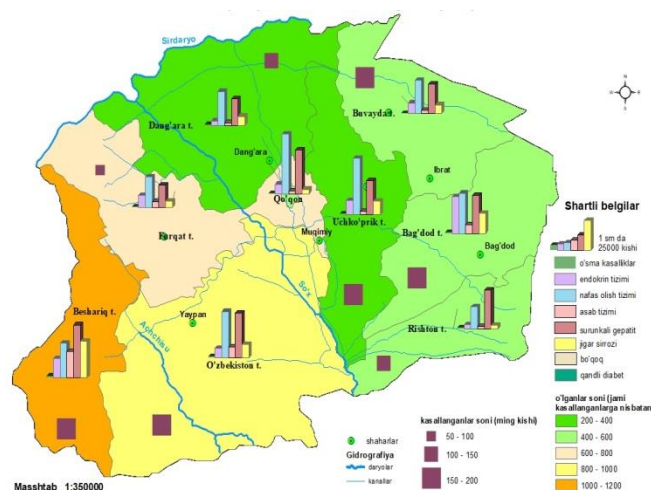 Sirdaryo
Dang'ara t.
Buvayda t.
Dang'ara
Ibrat
Qo'qon
Uchko'prik t.
Furqat t.
Muqimiy
Bag'dod t.
Bag'dod
So'x
Beshariq t.
Yaypan
Achchisu
O'zbekiston t.
Rishton t.
N
W
E
S
Shartli belgilar
1 sm da
25000 kishi
o'sma kasalliklar
endokrin tizimi
nafas olish tizimi
asab tizimi
surunkali gepatit
jigar sirrozi
bo'qoq
qandli diabet
o'lganlar soni (jami
kasallanganlarga nisbatan
200 - 400
400 - 600
600 - 800
800 - 1000
1000 - 1200
kasallanganlar soni (ming kishi)
50 - 100
100 - 150
150 - 200
shaharlar
Gidrografiya
daryolar
kanallar
Masshtab 1:350000